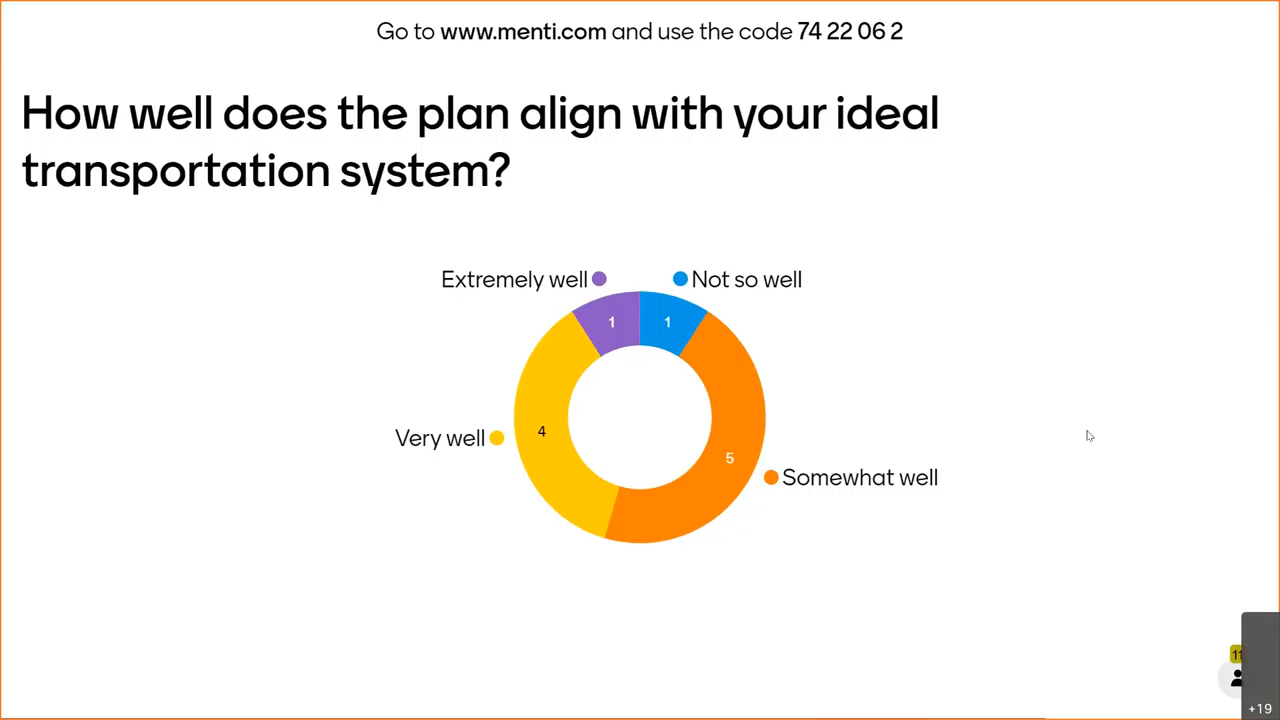 Go to www.menti.com and use the code 74 22 06 2
How well does the plan align with your ideal
transportation system?
Extremely well
Not so well
1
1
Very well
4
5
Somewhat well
11
+19